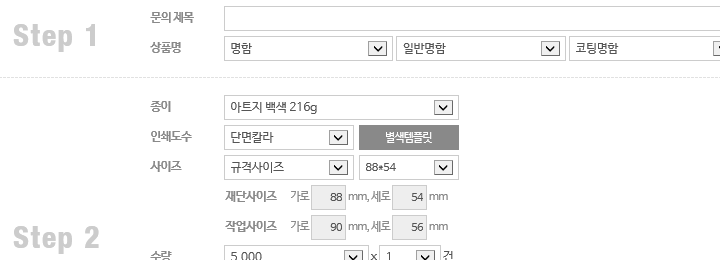 Step 1
문의 제목
상품명 명함 일반명함 코팅명함
종이 아트지 백색 216g
인쇄도수 단면칼라 별색템플릿
사이즈 규격사이즈 88*54
재단사이즈 가로 88 mm, 세로 54 mm
작업사이즈 가로 90 mm, 세로 56 mm
Step 2
수량 5,000 x 1 건